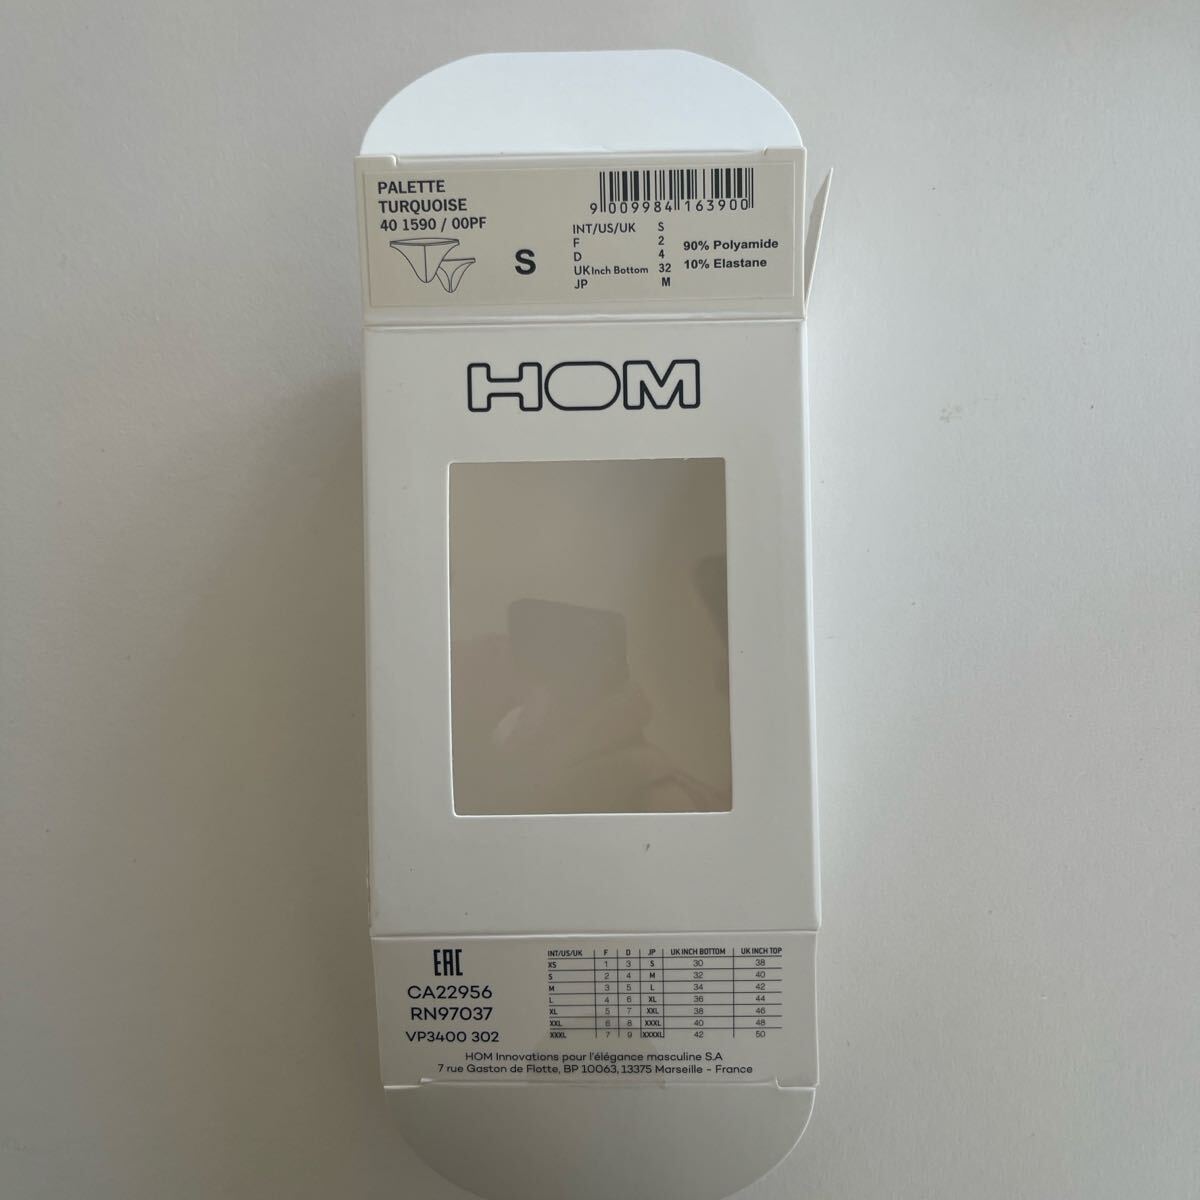 PALETTE
TURQUOISE
40 1590 / 00PF
S
9 009984 163900
INT/US/UK S
F 2
D 4
UK Inch Bottom 32
JP M
90% Polyamide
10% Elastane
HOM
EAC
CA22956
RN97037
VP3400 302
INT/US/UK F D JP UK INCH BOTTOM UK INCH TOP
XS 1 3 S 30 38
S 2 4 M 32 40
M 3 5 L 34 42
L 4 6 XL 36 44
XL 5 7 XXL 38 46
XXL 6 8 XXXL 40 48
XXXL 7 9 XXXXL 42 50
HOM Innovations pour l'élégance masculine S.A
7 rue Gaston de Flotte, BP 10063, 13375 Marseille - France